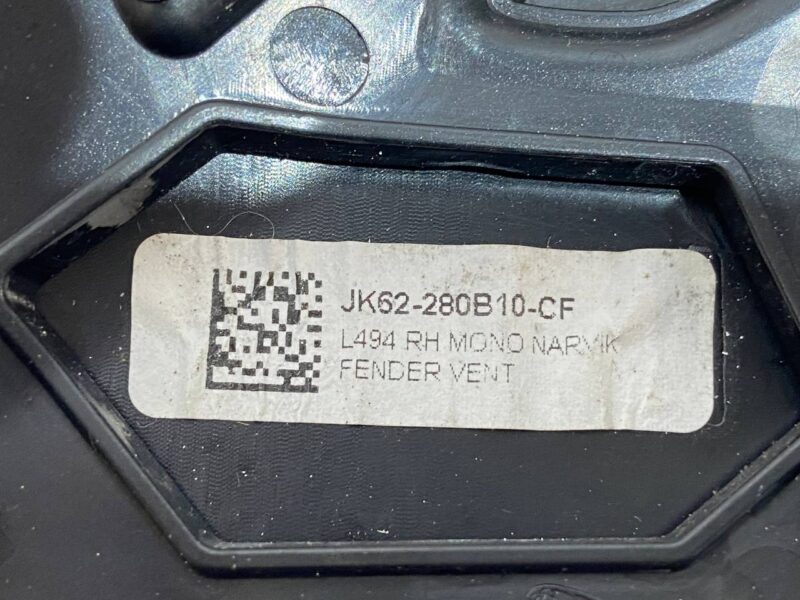 JK62-280B10-CF
L494 RH MONO NARVIK
FENDER VENT